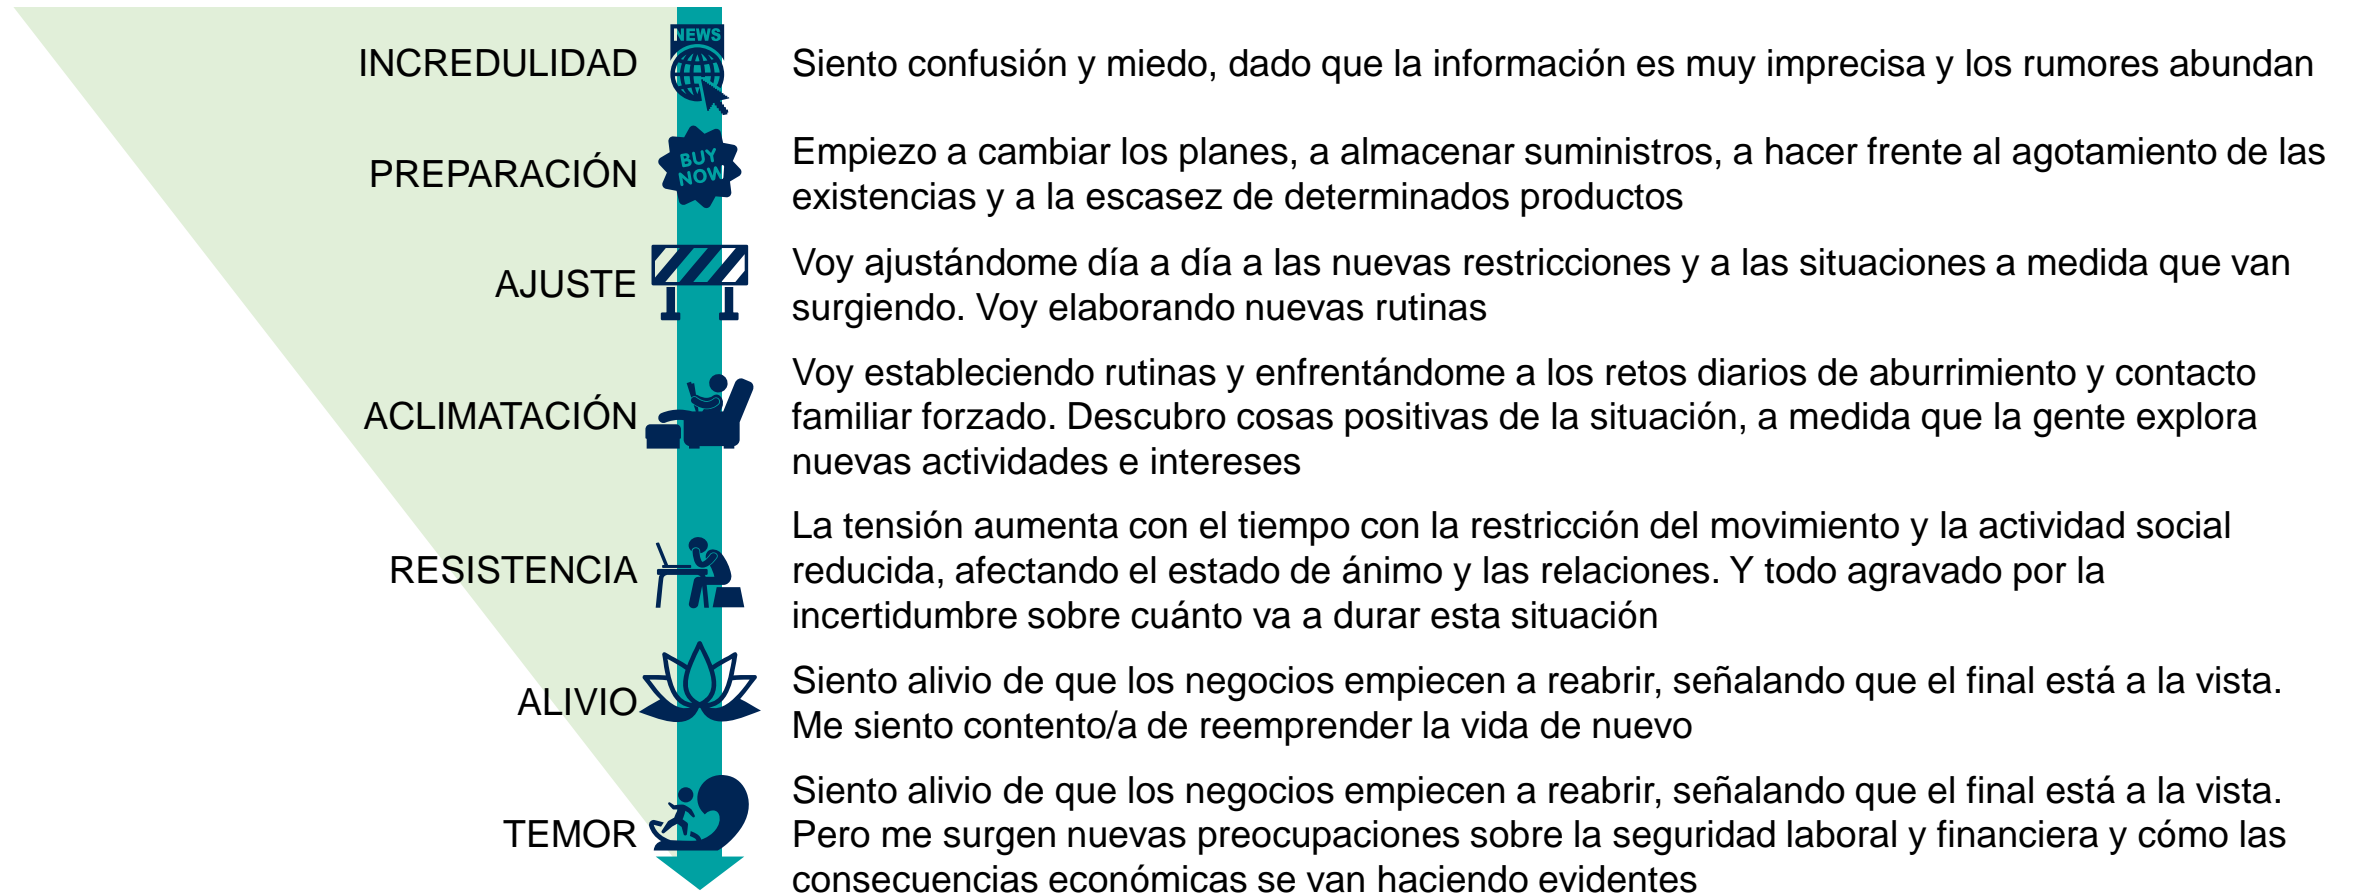 INCREDULIDAD
NEWS
Siento confusión y miedo, dado que la información es muy imprecisa y los rumores abundan
PREPARACIÓN
BUY
NOW
Empiezo a cambiar los planes, a almacenar suministros, a hacer frente al agotamiento de las
existencias y a la escasez de determinados productos
AJUSTE
Voy ajustándome día a día a las nuevas restricciones y a las situaciones a medida que van
surgiendo. Voy elaborando nuevas rutinas
ACLIMATACIÓN
Voy estableciendo rutinas y enfrentándome a los retos diarios de aburrimiento y contacto
familiar forzado. Descubro cosas positivas de la situación, a medida que la gente explora
nuevas actividades e intereses
RESISTENCIA
La tensión aumenta con el tiempo con la restricción del movimiento y la actividad social
reducida, afectando el estado de ánimo y las relaciones. Y todo agravado por la
incertidumbre sobre cuánto va a durar esta situación
ALIVIO
Siento alivio de que los negocios empiecen a reabrir, señalando que el final está a la vista.
Me siento contento/a de reemprender la vida de nuevo
TEMOR
Siento alivio de que los negocios empiecen a reabrir, señalando que el final está a la vista.
Pero me surgen nuevas preocupaciones sobre la seguridad laboral y financiera y cómo las
consecuencias económicas se van haciendo evidentes